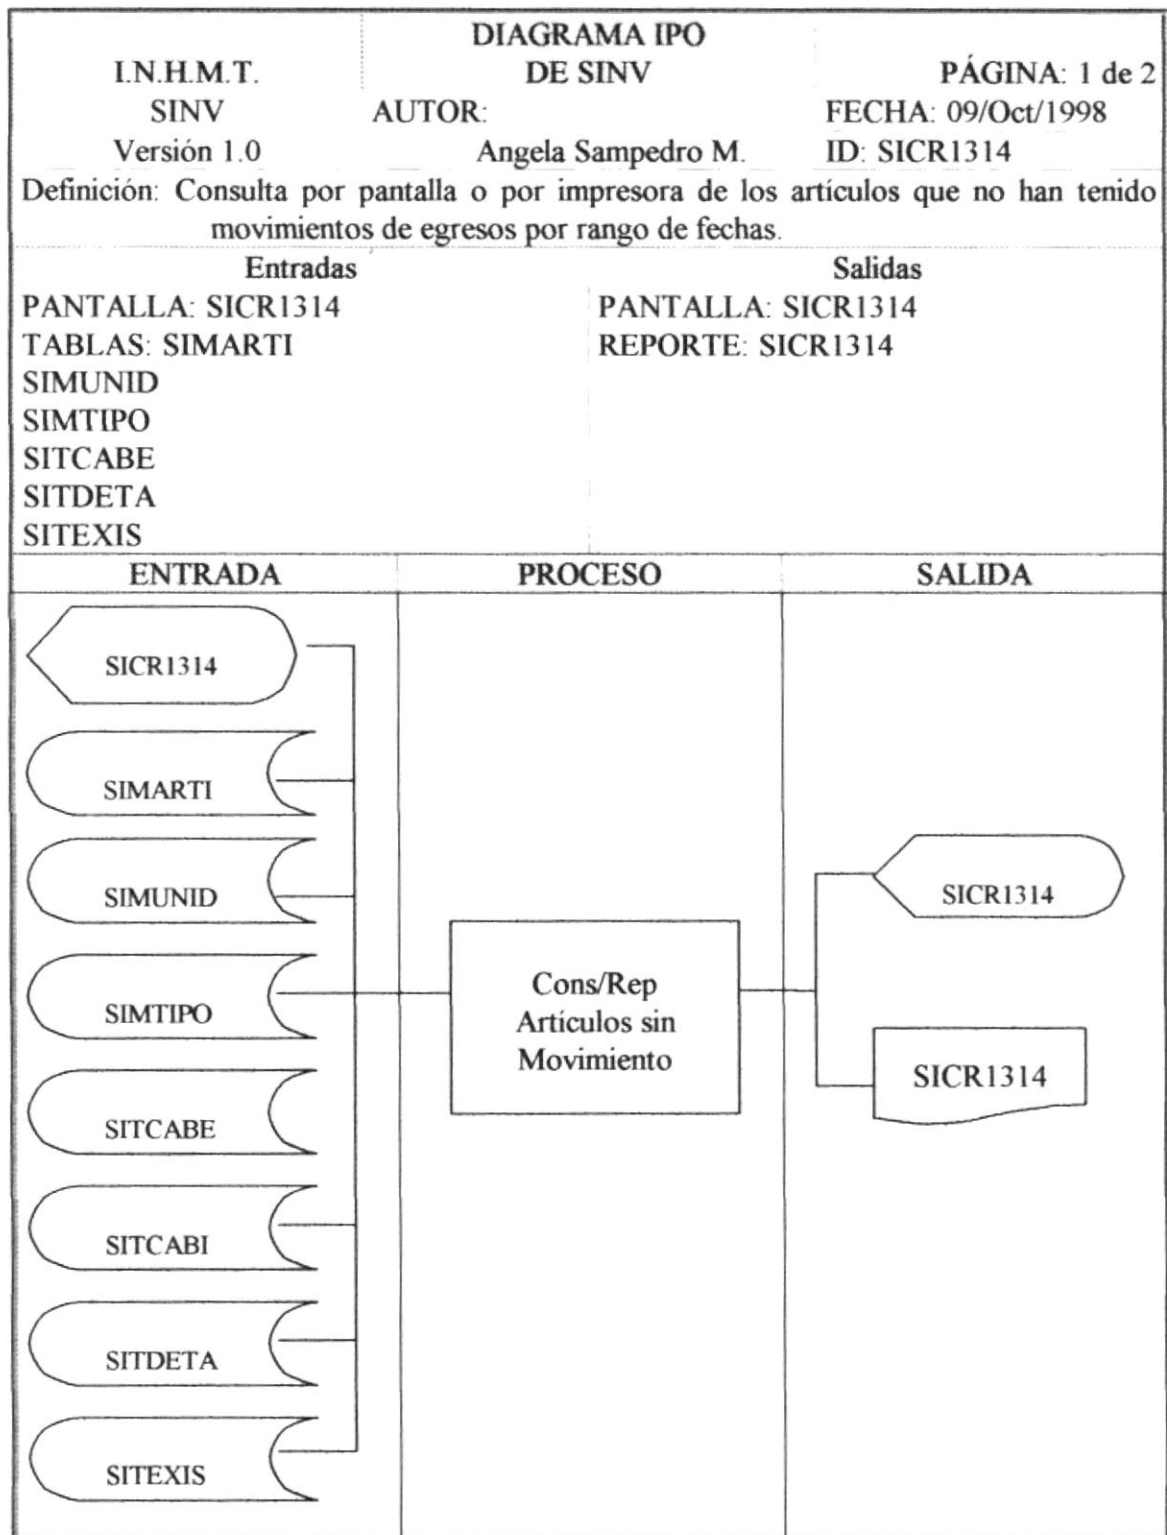 DIAGRAMA IPO
I.N.H.M.T. DE SINV PÁGINA: 1 de 2
SINV AUTOR: FECHA: 09/Oct/1998
Versión 1.0 Angela Sampedro M. ID: SICR1314
Definición: Consulta por pantalla o por impresora de los artículos que no han tenido
movimientos de egresos por rango de fechas.
Entradas Salidas
PANTALLA: SICR1314 PANTALLA: SICR1314
TABLAS: SIMARTI REPORTE: SICR1314
SIMUNID
SIMTIPO
SITCABE
SITDETA
SITEXIS
ENTRADA PROCESO SALIDA
SICR1314
SIMARTI
SIMUNID
SIMTIPO
SITCABE
SITCABI
SITDETA
SITEXIS
Cons/Rep
Artículos sin
Movimiento
SICR1314
SICR1314